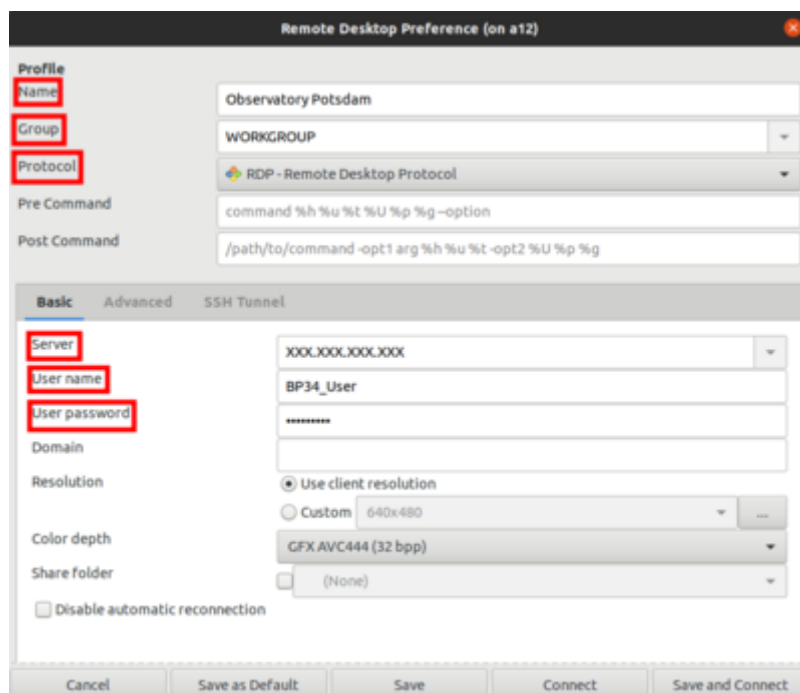 Remote Desktop Preference (on a12)
Profile
Name Observatory Potsdam
Group WORKGROUP
Protocol RDP - Remote Desktop Protocol
Pre Command command %h %u %t %U %p %g --option
Post Command /path/to/command -opt1 arg %h %u %t -opt2 %U %p %g
Basic Advanced SSH Tunnel
Server XXX.XXX.XXX.XXX
User name BP34_User
User password •••••••••
Domain
Resolution Use client resolution
Custom 640x480 ...
Color depth GFX AVC444 (32 bpp)
Share folder (None)
Disable automatic reconnection
Cancel Save as Default Save Connect Save and Connect